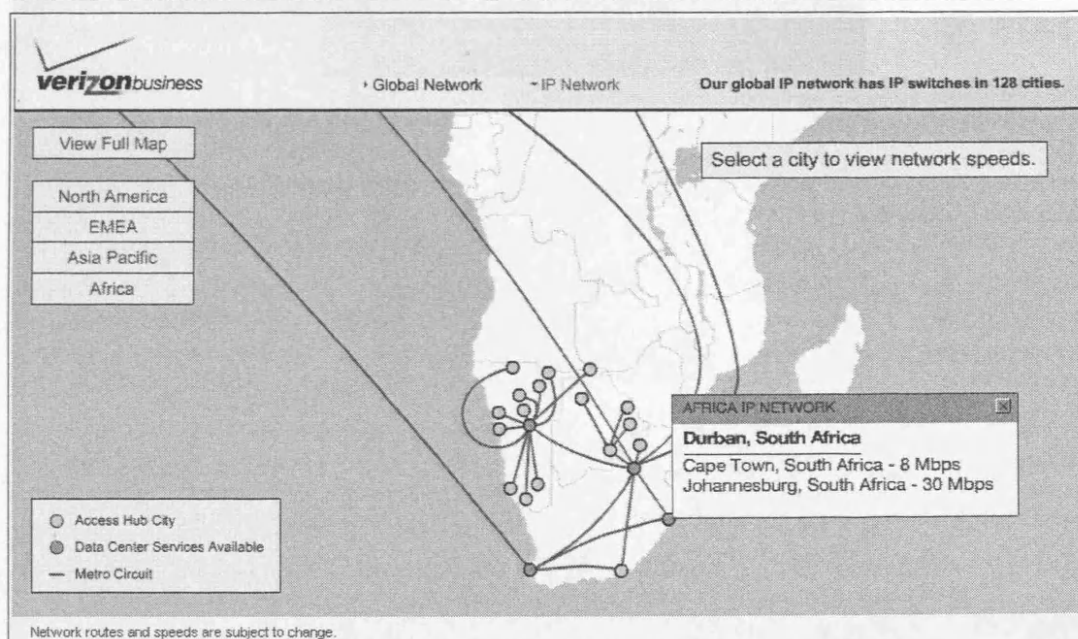 verizonbusiness
Global Network
IP Network
Our global IP network has IP switches in 128 cities.
View Full Map
Select a city to view network speeds.
North America
EMEA
Asia Pacific
Africa
AFRICA IP NETWORK
Durban, South Africa
Cape Town, South Africa - 8 Mbps
Johannesburg, South Africa - 30 Mbps
Access Hub City
Data Center Services Available
Metro Circuit
Network routes and speeds are subject to change.